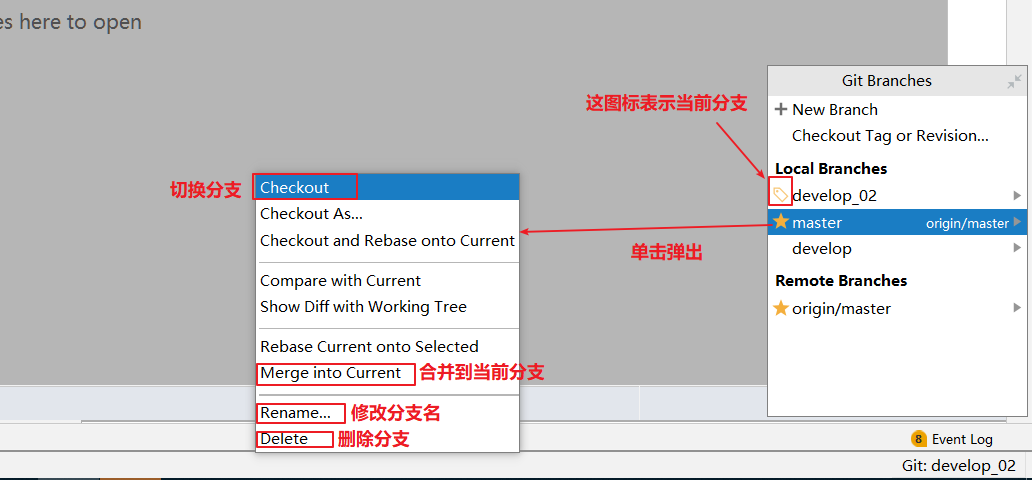 es here to open
Git Branches
这图标表示当前分支
New Branch
Checkout Tag or Revision...
Local Branches
切换分支
Checkout
develop_02
Checkout As...
master
origin/master
Checkout and Rebase onto Current
单击弹出
develop
Compare with Current
Remote Branches
Show Diff with Working Tree
origin/master
Rebase Current onto Selected
Merge into Current
合并到当前分支
Rename...
修改分支名
Delete
删除分支
8
Event Log
Git: develop_02